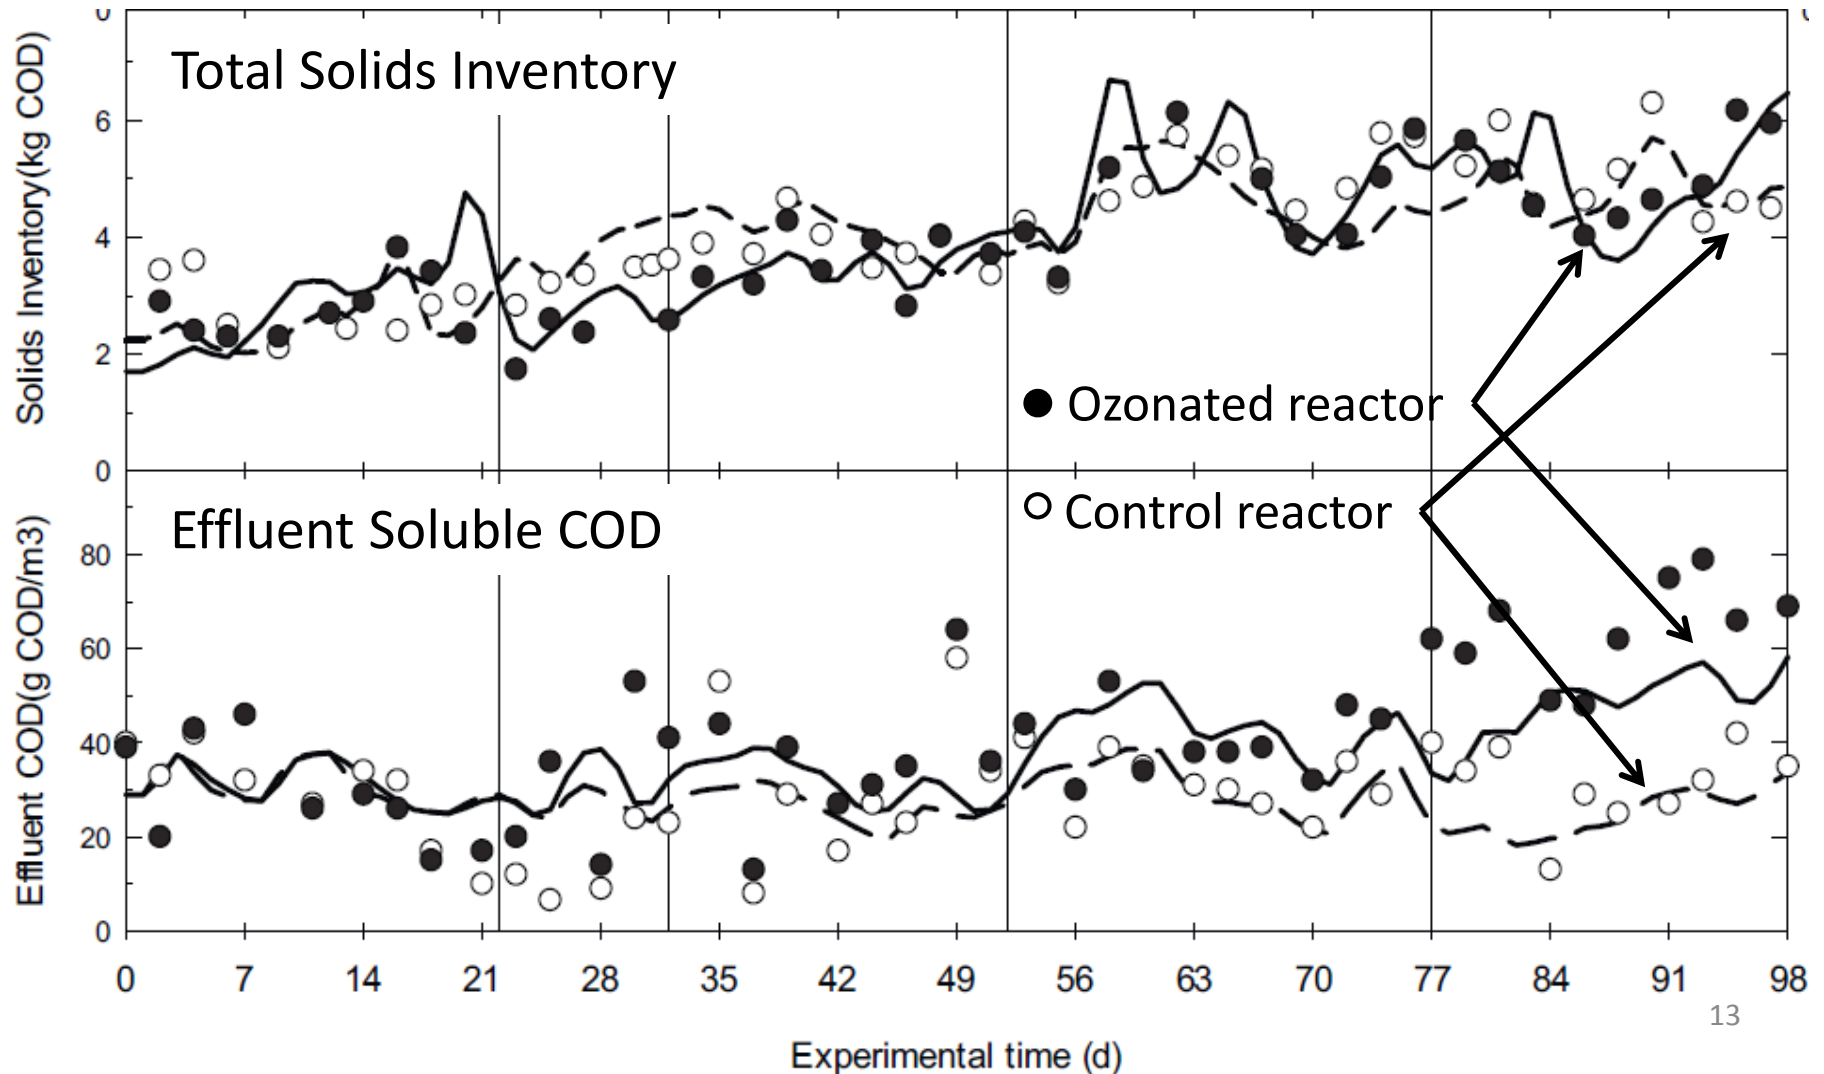 0
Total Solids Inventory
Solids Inventory(kg COD)
6
4
2
0
Ozonated reactor
Control reactor
Effluent Soluble COD
Effluent COD(g COD/m3)
80
60
40
20
0
0 7 14 21 28 35 42 49 56 63 70 77 84 91 98
13
Experimental time (d)